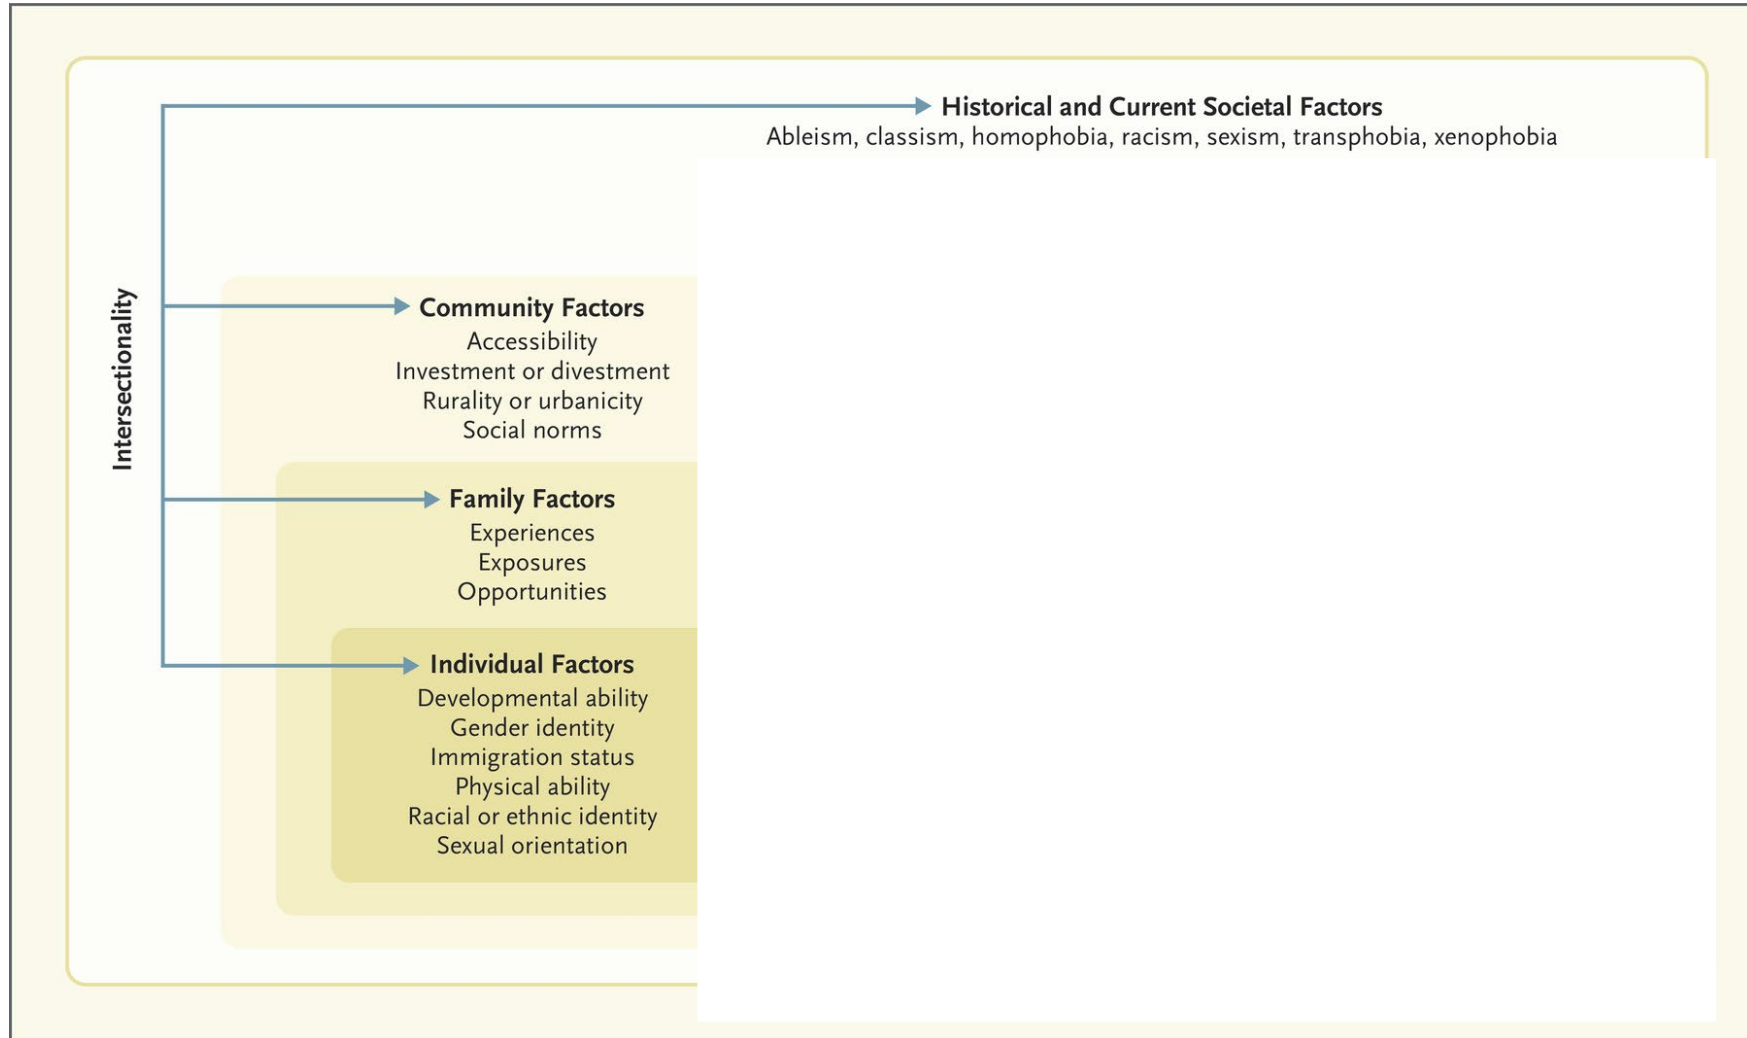 Historical and Current Societal Factors
Ableism, classism, homophobia, racism, sexism, transphobia, xenophobia
Intersectionality
Community Factors
Accessibility
Investment or divestment
Rurality or urbanicity
Social norms
Family Factors
Experiences
Exposures
Opportunities
Individual Factors
Developmental ability
Gender identity
Immigration status
Physical ability
Racial or ethnic identity
Sexual orientation